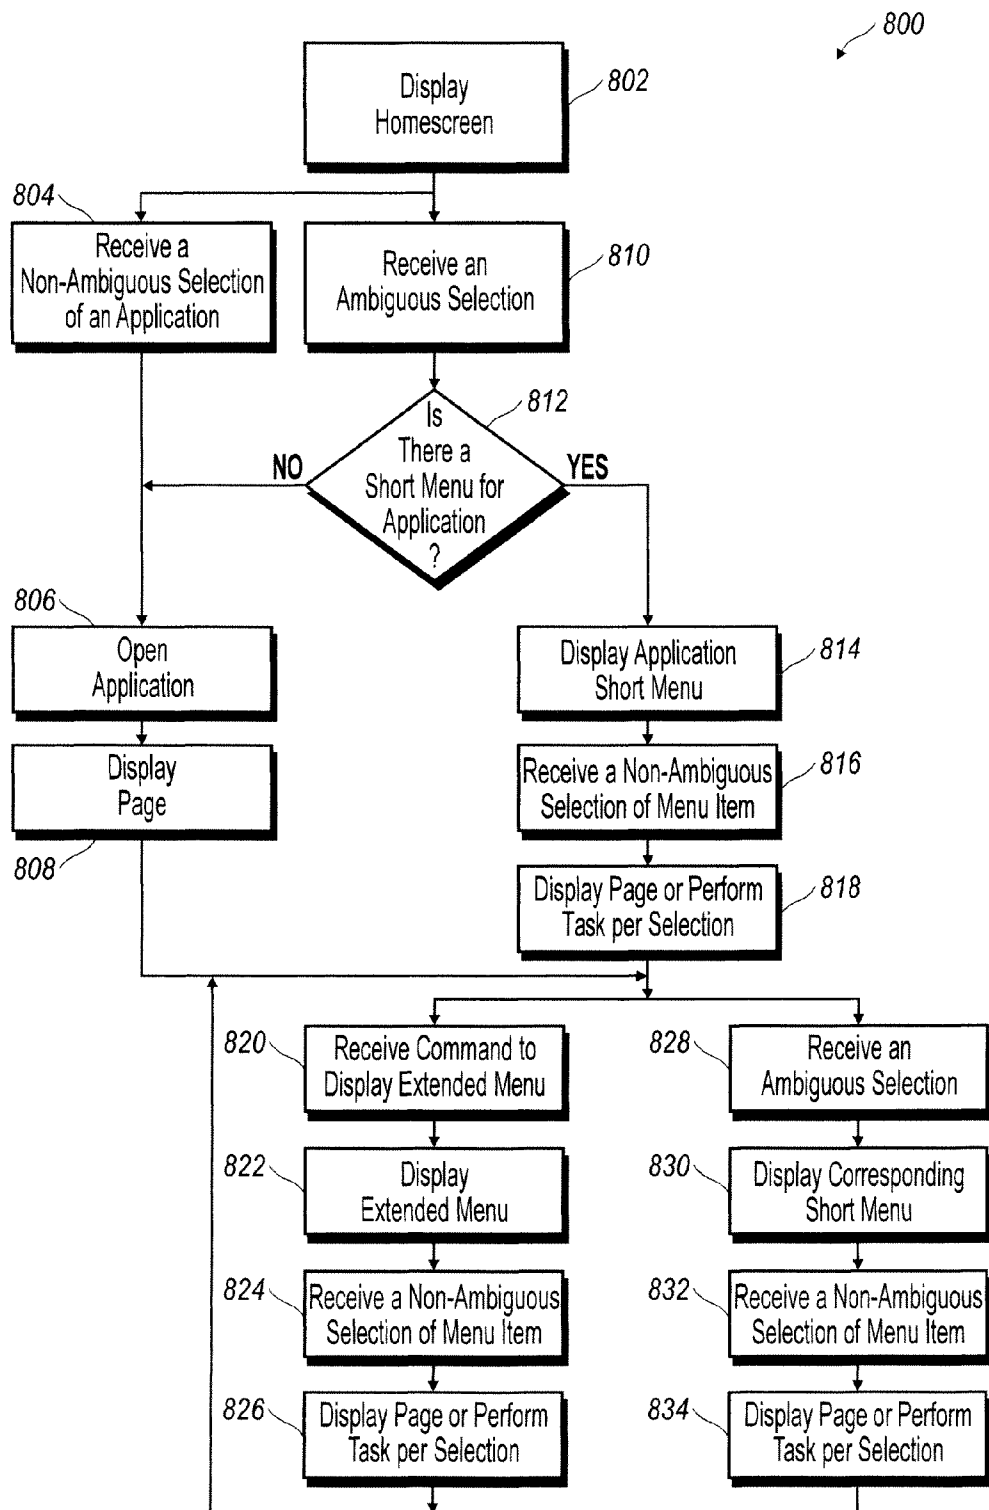 800
Display
Homescreen
802
804
Receive a
Non-Ambiguous Selection
of an Application
Receive an
Ambiguous Selection
810
Is
There a
Short Menu for
Application
?
812
NO
YES
806
Open
Application
Display
Page
808
Display Application
Short Menu
814
Receive a Non-Ambiguous
Selection of Menu Item
816
Display Page or Perform
Task per Selection
818
820
Receive Command to
Display Extended Menu
822
Display
Extended Menu
824
Receive a Non-Ambiguous
Selection of Menu Item
826
Display Page or Perform
Task per Selection
828
Receive an
Ambiguous Selection
830
Display Corresponding
Short Menu
832
Receive a Non-Ambiguous
Selection of Menu Item
834
Display Page or Perform
Task per Selection